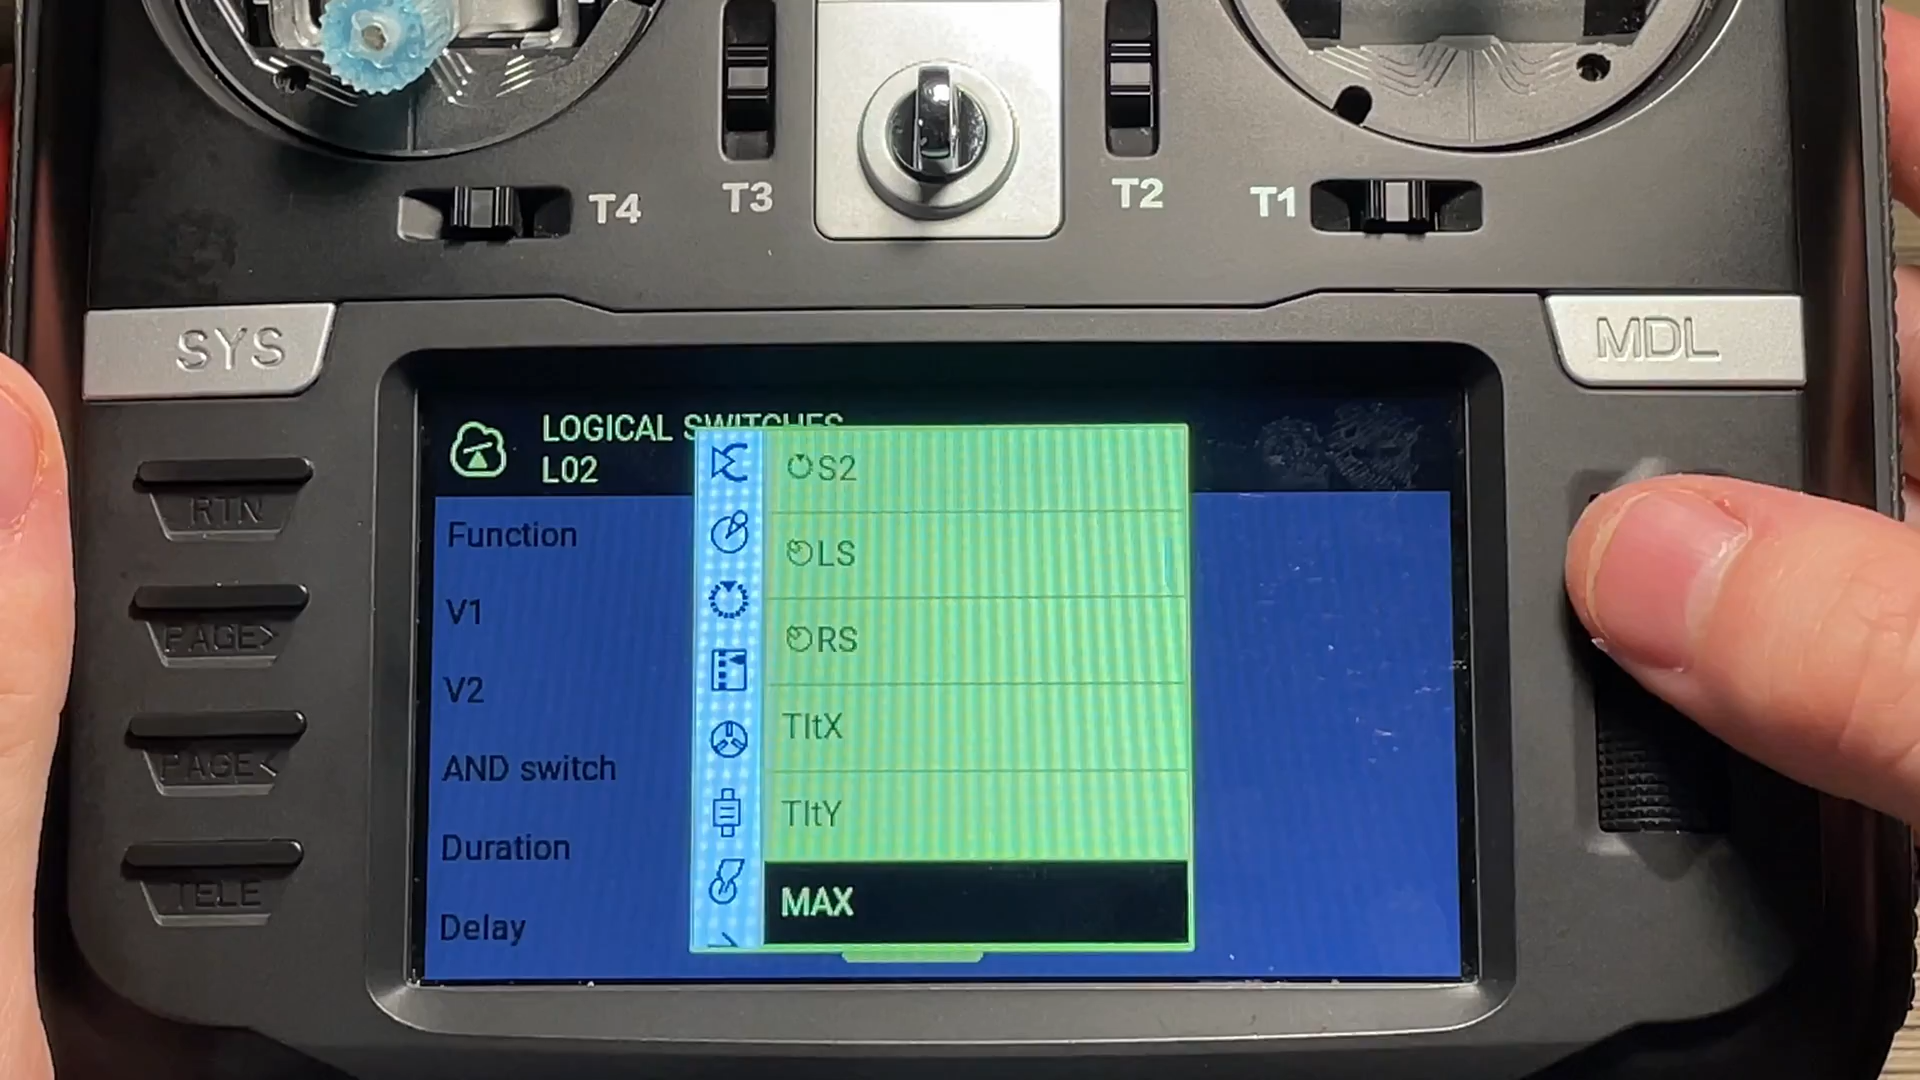 T4
T3
T2
T1
SYS
MDL
LOGICAL SWITCHES
L02
RTN
PAGE>
PAGE<
TELE
Function
V1
V2
AND switch
Duration
Delay
S2
LS
RS
TltX
TltY
MAX